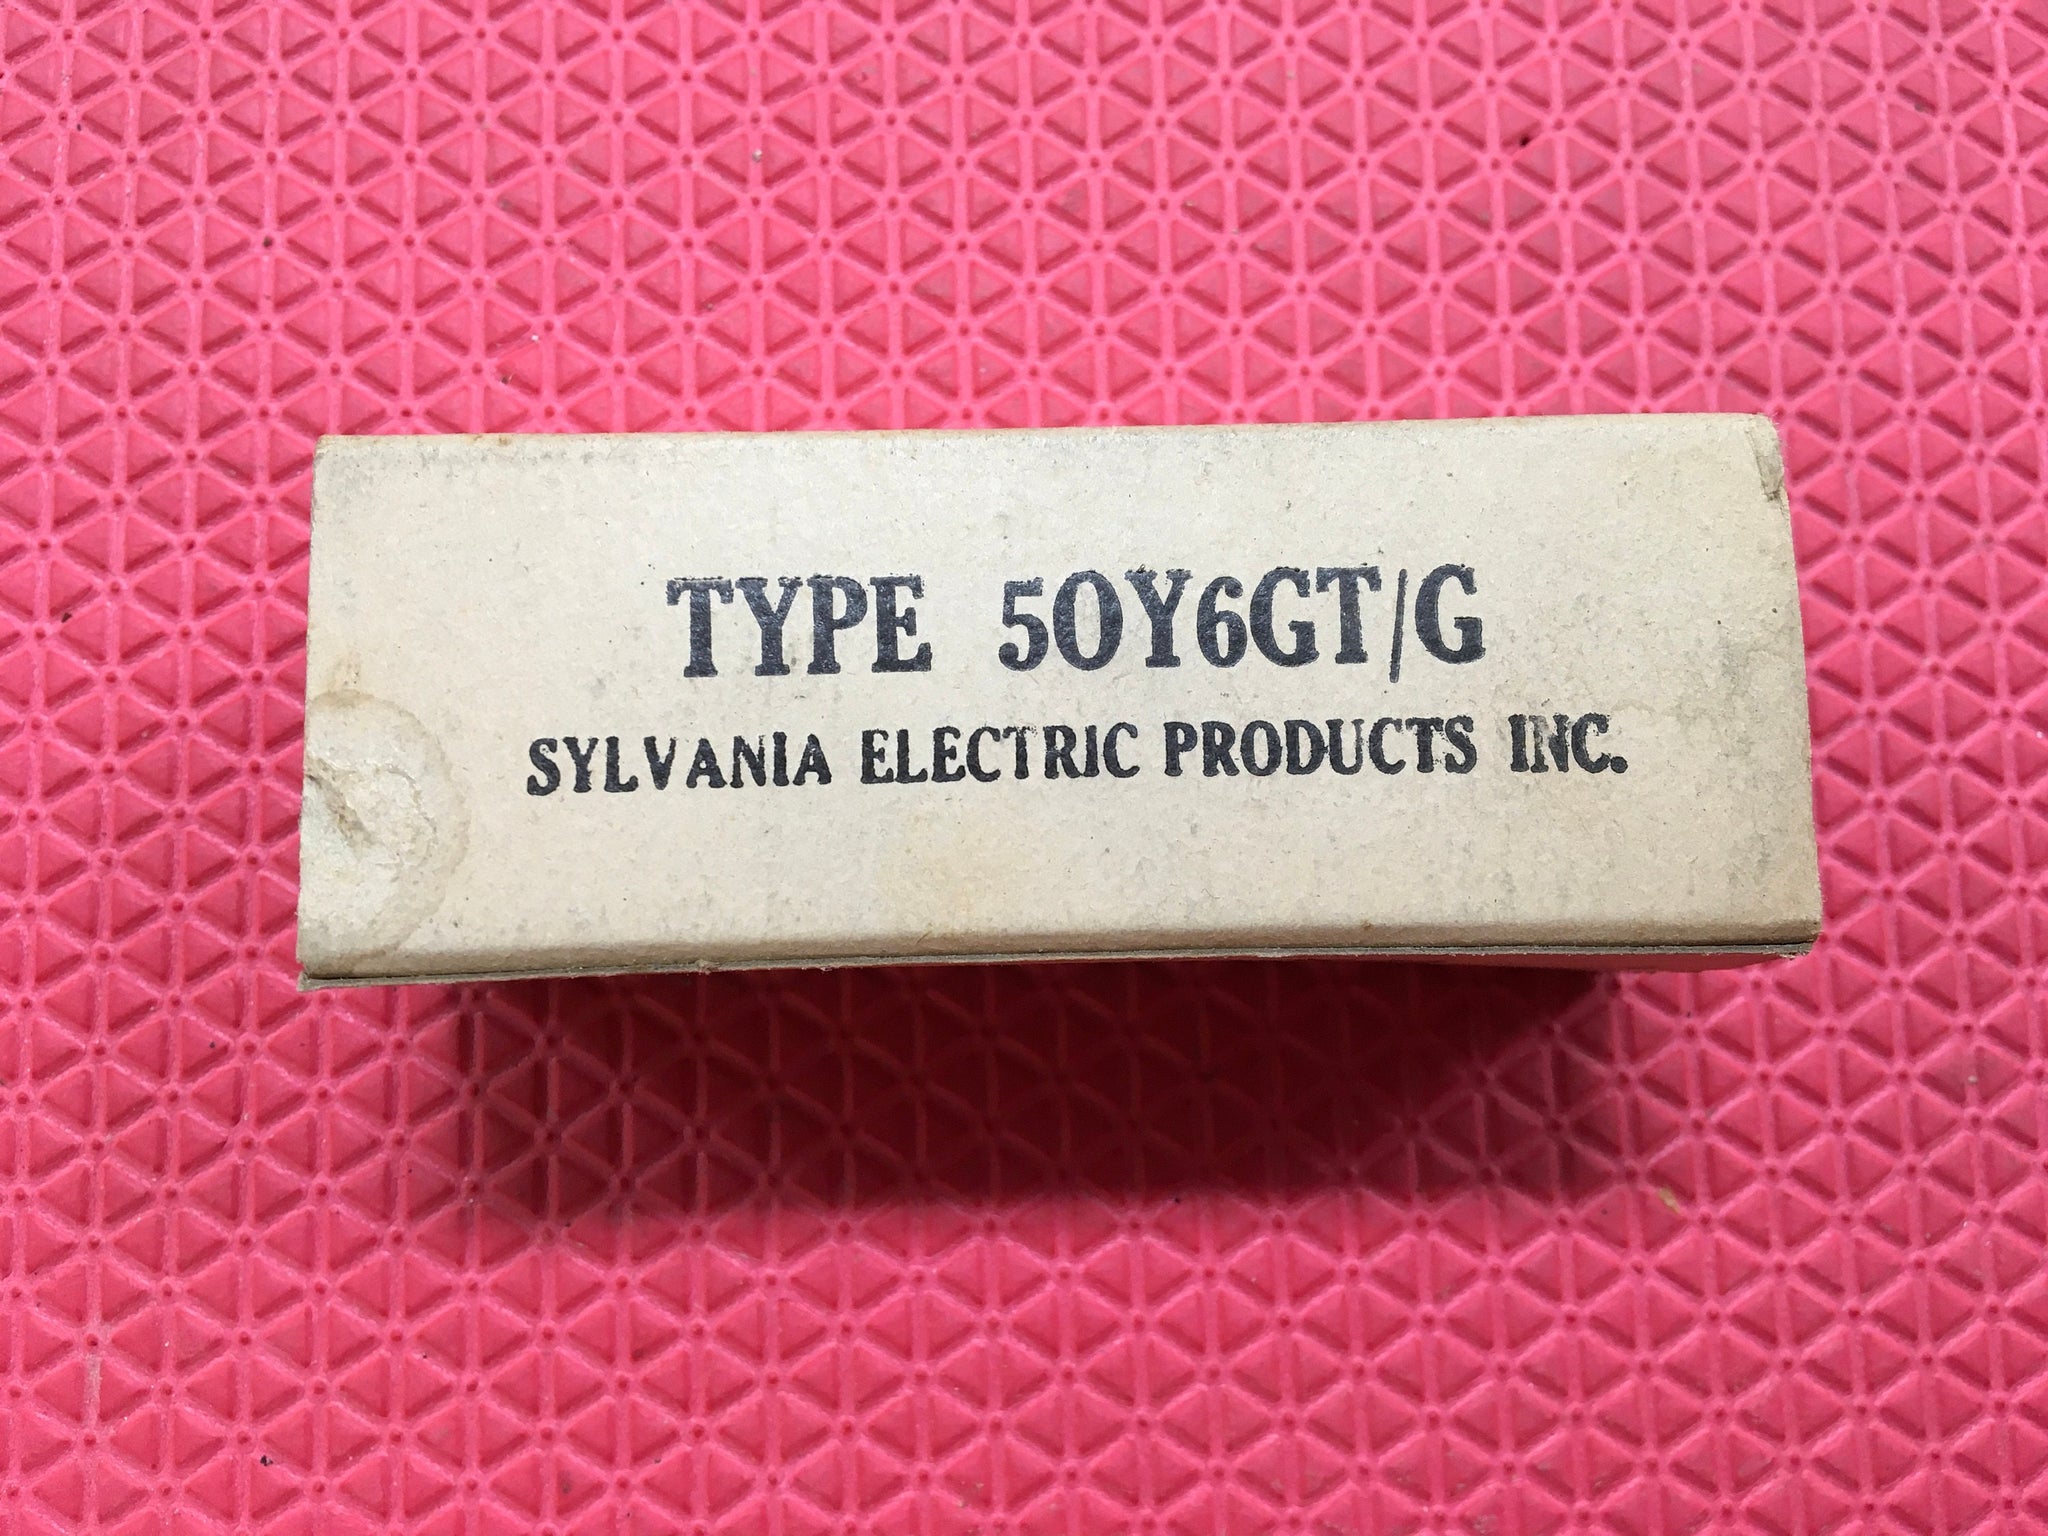 TYPE 50Y6GT/G
SYLVANIA ELECTRIC PRODUCTS INC.